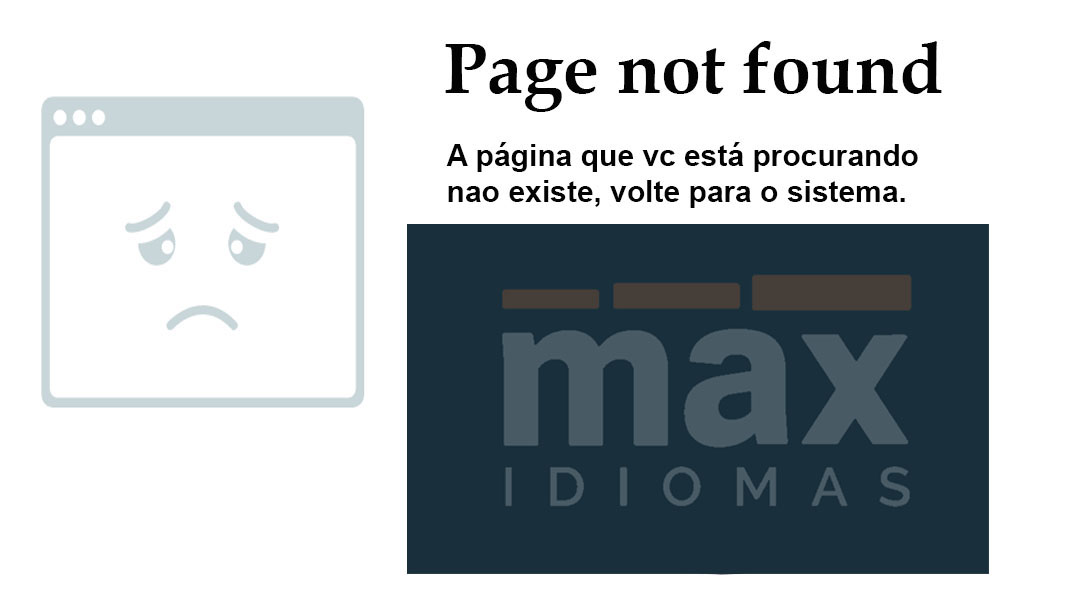 Page not found
A página que vc está procurando
nao existe, volte para o sistema.
max
IDIOMAS